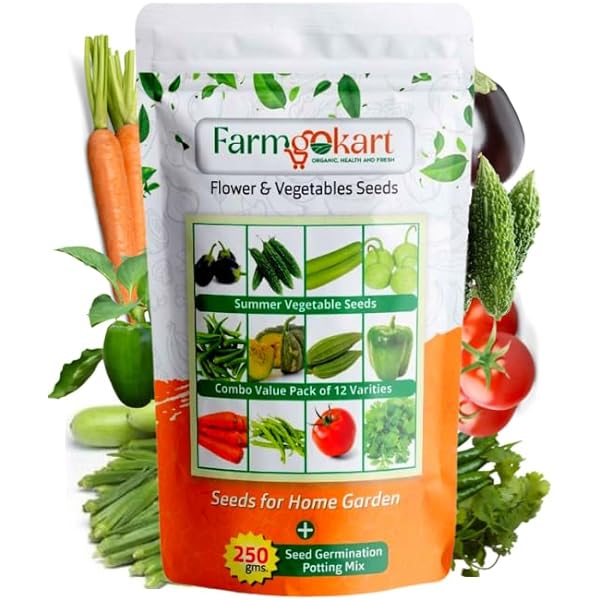 Farmgookart
ORGANIC, HEALTH AND FRESH
Flower & Vegetables Seeds
Summer Vegetable Seeds
Combo Value Pack of 12 Varities
Seeds for Home Garden
+
250
gms.
Seed Germination
Potting Mix